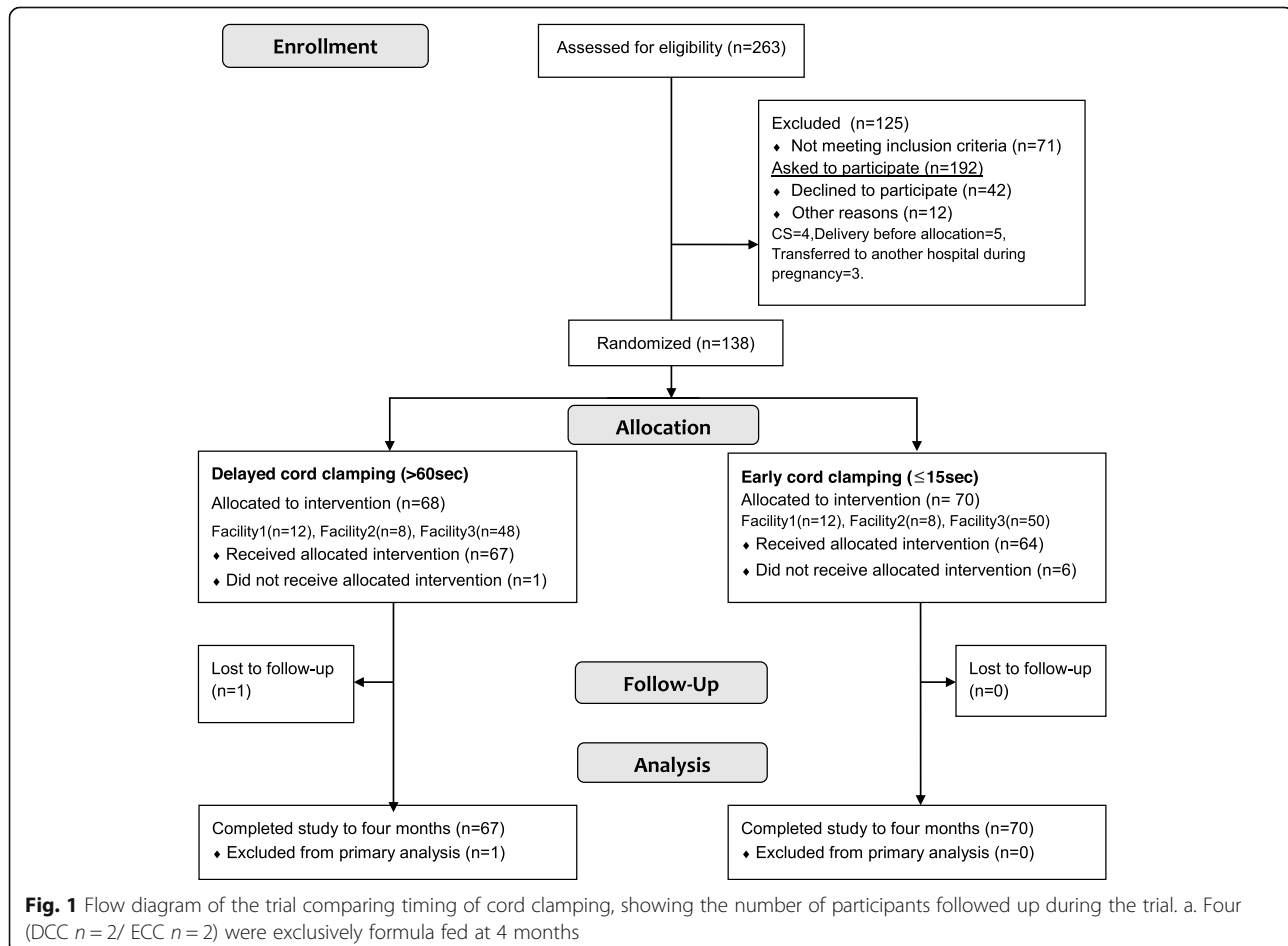 Enrollment
Assessed for eligibility (n=263)
Excluded (n=125)
♦ Not meeting inclusion criteria (n=71)
Asked to participate (n=192)
♦ Declined to participate (n=42)
♦ Other reasons (n=12)
CS=4,Delivery before allocation=5,
Transferred to another hospital during
pregnancy=3.
Randomized (n=138)
Allocation
Delayed cord clamping (>60sec)
Allocated to intervention (n=68)
Facility1(n=12), Facility2(n=8), Facility3(n=48)
♦ Received allocated intervention (n=67)
♦ Did not receive allocated intervention (n=1)
Early cord clamping (≤15sec)
Allocated to intervention (n= 70)
Facility1(n=12), Facility2(n=8), Facility3(n=50)
♦ Received allocated intervention (n=64)
♦ Did not receive allocated intervention (n=6)
Lost to follow-up
(n=1)
Follow-Up
Lost to follow-up
(n=0)
Analysis
Completed study to four months (n=67)
♦ Excluded from primary analysis (n=1)
Completed study to four months (n=70)
♦ Excluded from primary analysis (n=0)
Fig. 1 Flow diagram of the trial comparing timing of cord clamping, showing the number of participants followed up during the trial. a. Four
(DCC n = 2/ ECC n = 2) were exclusively formula fed at 4 months